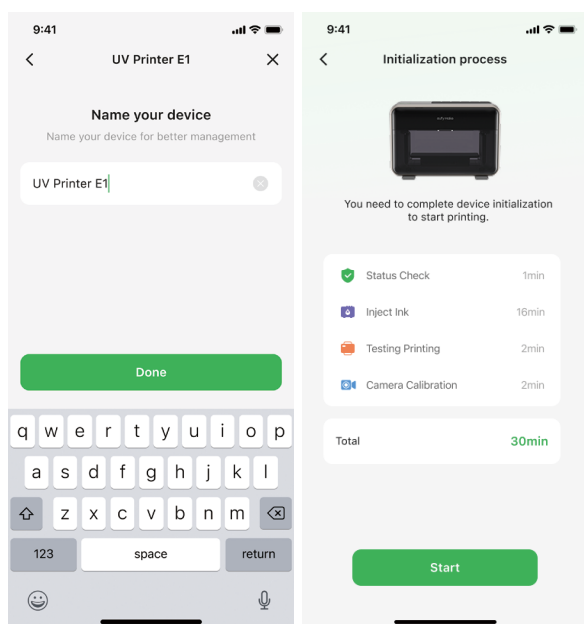 9:41
UV Printer E1
Name your device
Name your device for better management
UV Printer E1
Done
q w e r t y u i o p
a s d f g h j k l
z x c v b n m
123 space return
9:41
Initialization process
You need to complete device initialization
to start printing.
Status Check 1min
Inject Ink 16min
Testing Printing 2min
Camera Calibration 2min
Total 30min
Start